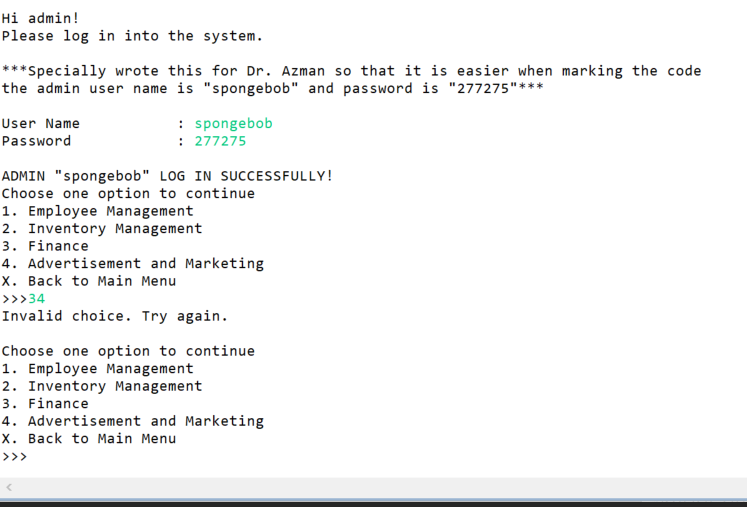 Hi admin!
Please log in into the system.
***Specially wrote this for Dr. Azman so that it is easier when marking the code
the admin user name is "spongebob" and password is "277275"***
User Name : spongebob
Password : 277275
ADMIN "spongebob" LOG IN SUCCESSFULLY!
Choose one option to continue
1. Employee Management
2. Inventory Management
3. Finance
4. Advertisement and Marketing
X. Back to Main Menu
>>>34
Invalid choice. Try again.
Choose one option to continue
1. Employee Management
2. Inventory Management
3. Finance
4. Advertisement and Marketing
X. Back to Main Menu
>>>